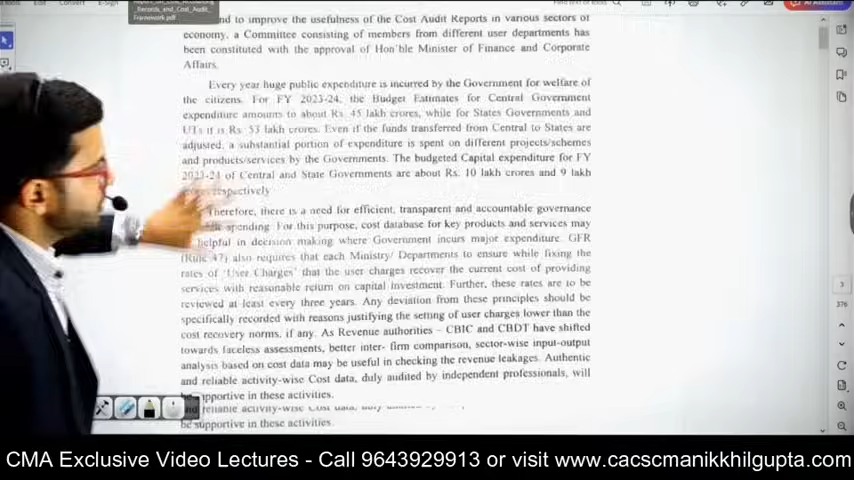 Convert E-Sign
Records_and_Cost_Audit_
Framework.pdf
and to improve the usefulness of the Cost Audit Reports in various sectors of
economy, a Committee consisting of members from different user departments has
been constituted with the approval of Hon'ble Minister of Finance and Corporate
Affairs.
Every year huge public expenditure is incurred by the Government for welfare of
the citizens. For FY 2023-24, the Budget Estimates for Central Government
expenditure amounts to about Rs. 45 lakh crores, while for States Governments and
UTs it is Rs. 53 lakh crores. Even if the funds transferred from Central to States are
adjusted, a substantial portion of expenditure is spent on different projects/schemes
and products/services by the Governments. The budgeted Capital expenditure for FY
2023-24 of Central and State Governments are about Rs. 10 lakh crores and 9 lakh
respectively
Therefore, there is a need for efficient, transparent and accountable governance
spending. For this purpose, cost database for key products and services may
helpful in decision making where Government incurs major expenditure. GFR
(Rule 47) also requires that each Ministry/ Departments to ensure while fixing the
rates of 'User Charges' that the user charges recover the current cost of providing
services with reasonable return on capital investment. Further, these rates are to be
reviewed at least every three years. Any deviation from these principles should be
specifically recorded with reasons justifying the setting of user charges lower than the
cost recovery norms, if any. As Revenue authorities – CBIC and CBDT have shifted
towards faceless assessments, better inter- firm comparison, sector-wise input-output
analysis based on cost data may be useful in checking the revenue leakages. Authentic
and reliable activity-wise Cost data, duly audited by independent professionals, will
supportive in these activities.
be supportive in these activities.
3
376
CMA Exclusive Video Lectures - Call 9643929913 or visit www.cacscmanikkhilgupta.com